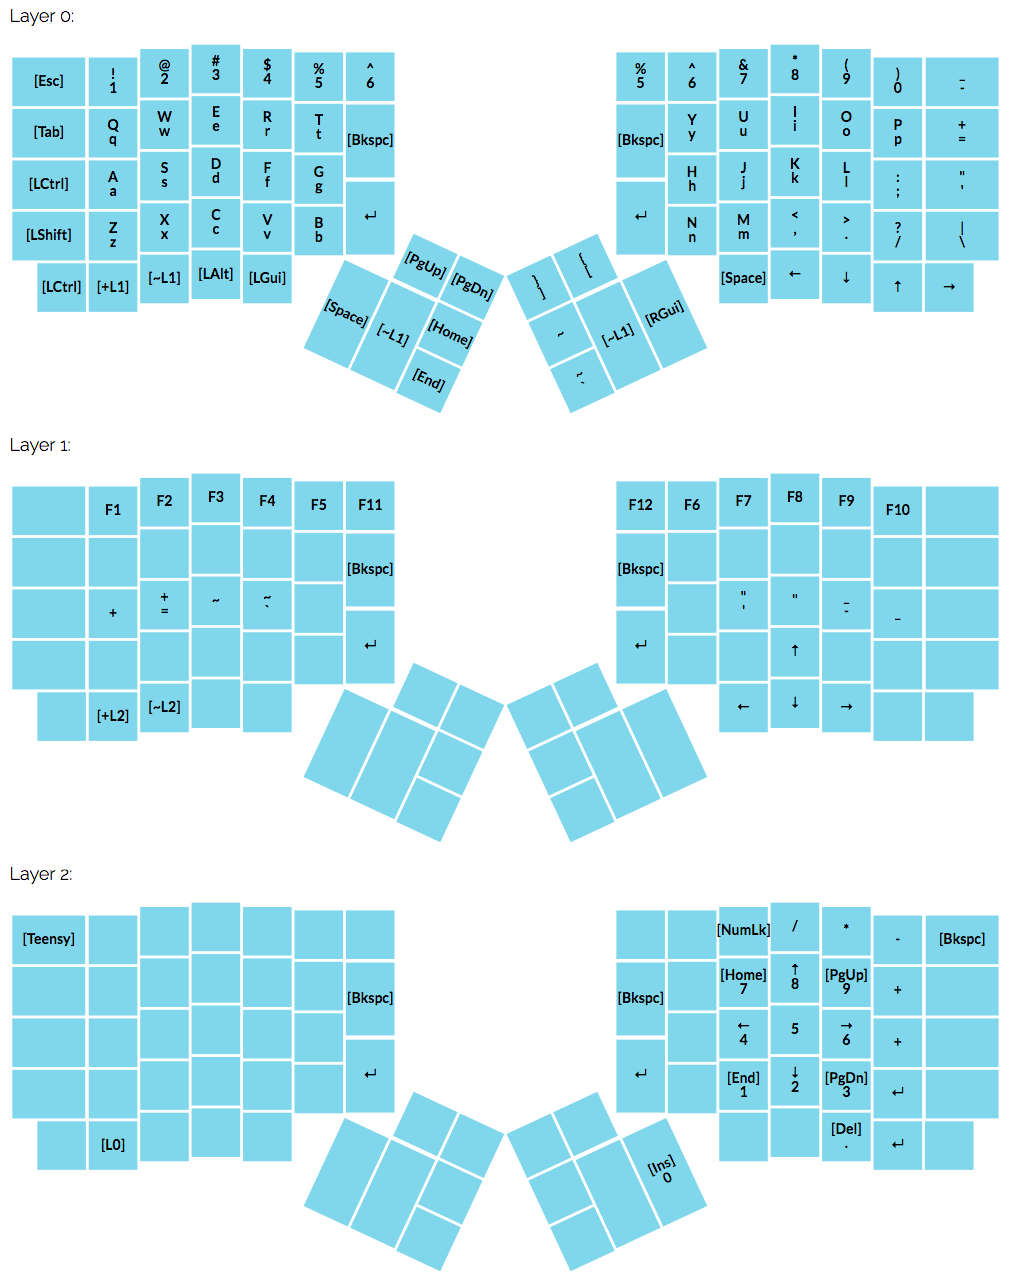 Layer 0:
[Esc] ! 1 @ 2 # 3 $ 4 % 5 ^ 6 % 5 ^ 6 & 7 * 8 ( 9 ) 0 _ -
[Tab] Q q W w E e R r T t [Bkspc] [Bkspc] Y y U u I i O o P p + =
[LCtrl] A a S s D d F f G g H h J j K k L l : ; " '
[LShift] Z z X x C c V v B b ↵ ↵ N n M m < , > . ? / | \
[LCtrl] [+L1] [~L1] [LAlt] [LGui] [Space] ← ↓ ↑ →
[PgUp] [PgDn] } ] { [
[Space] [~L1] [Home] ~ [~L1] [RGui]
[End] ~ `
Layer 1:
F1 F2 F3 F4 F5 F11 F12 F6 F7 F8 F9 F10
[Bkspc] [Bkspc]
+ + = ~ ~ ` " ' " _ - _
↵ ↵ ↑
[+L2] [~L2] ← ↓ →
Layer 2:
[Teensy] [NumLk] / * - [Bkspc]
[Bkspc] [Bkspc] [Home] 7 ↑ 8 [PgUp] 9 +
← 4 5 → 6 +
↵ ↵ [End] 1 ↓ 2 [PgDn] 3 ↵
[L0] [Del] . ↵
[Ins] 0